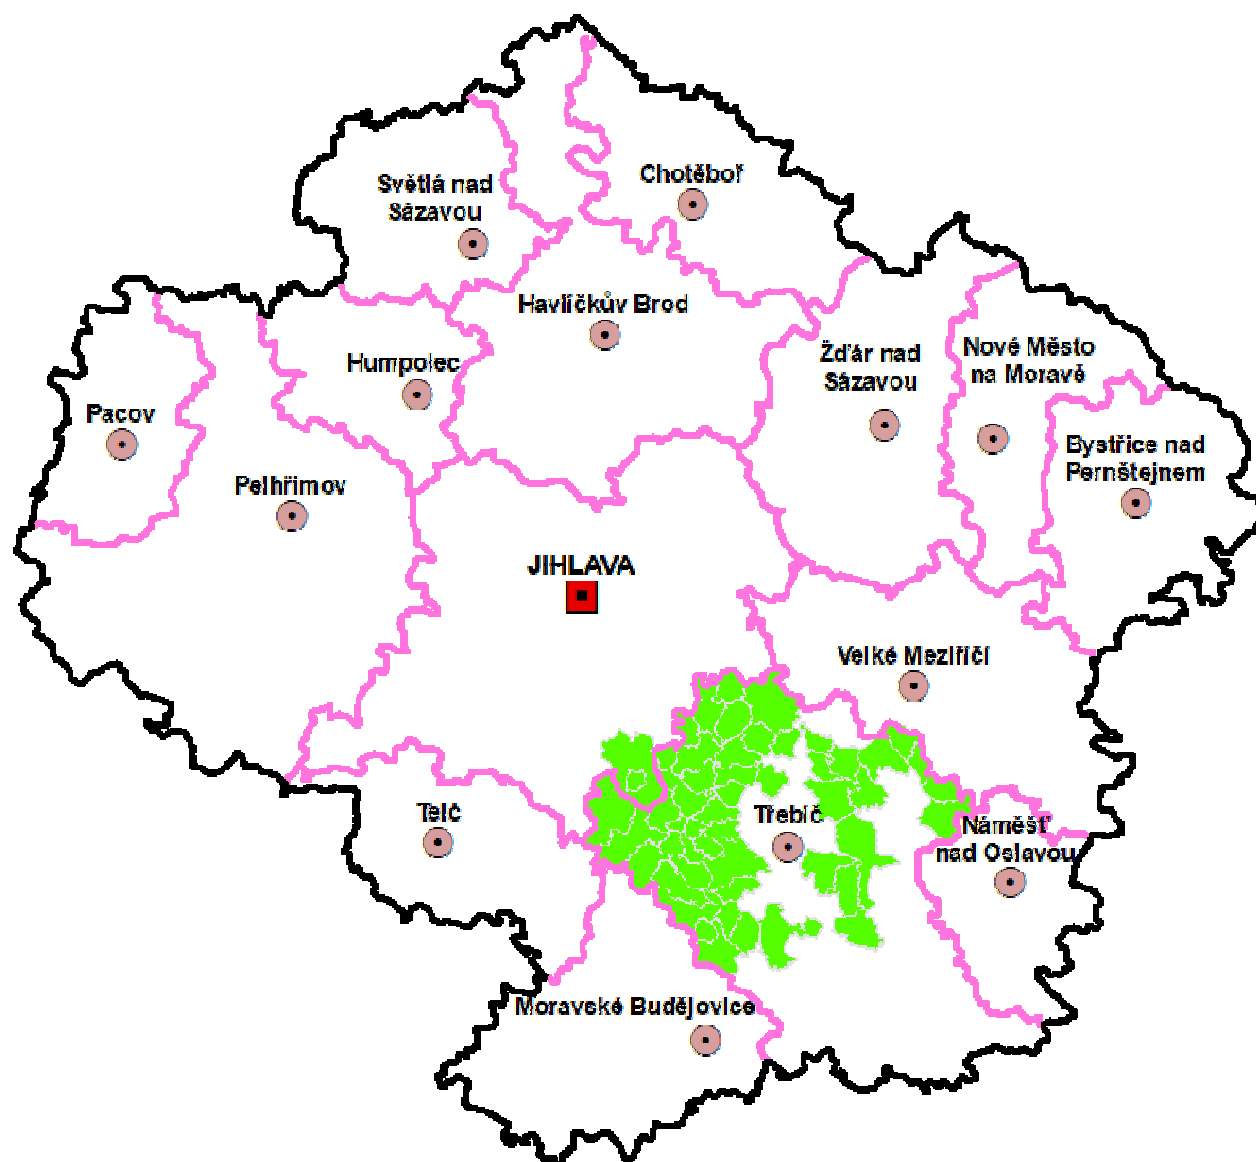 Chotěboř
Světlá nad
Sázavou
Havlíčkův Brod
Žďár nad
Sázavou
Nové Město
na Moravě
Humpolec
Pacov
Bystřice nad
Pernštejnem
Pelhřimov
JIHLAVA
Velké Meziříčí
Telč
Třebíč
Náměšť
nad Oslavou
Moravské Budějovice